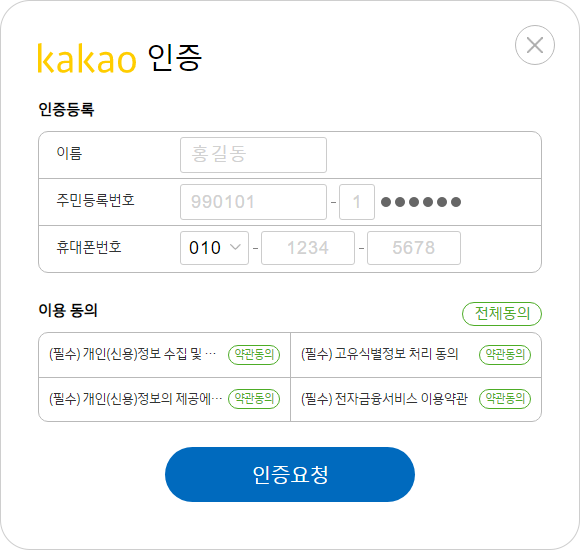 kakao 인증
인증등록
이름 홍길동
주민등록번호 990101 - 1 ●●●●●●
휴대폰번호 010 - 1234 - 5678
이용 동의 전체동의
(필수) 개인(신용)정보 수집 및 … 약관동의 (필수) 고유식별정보 처리 동의 약관동의
(필수) 개인(신용)정보의 제공에… 약관동의 (필수) 전자금융서비스 이용약관 약관동의
인증요청